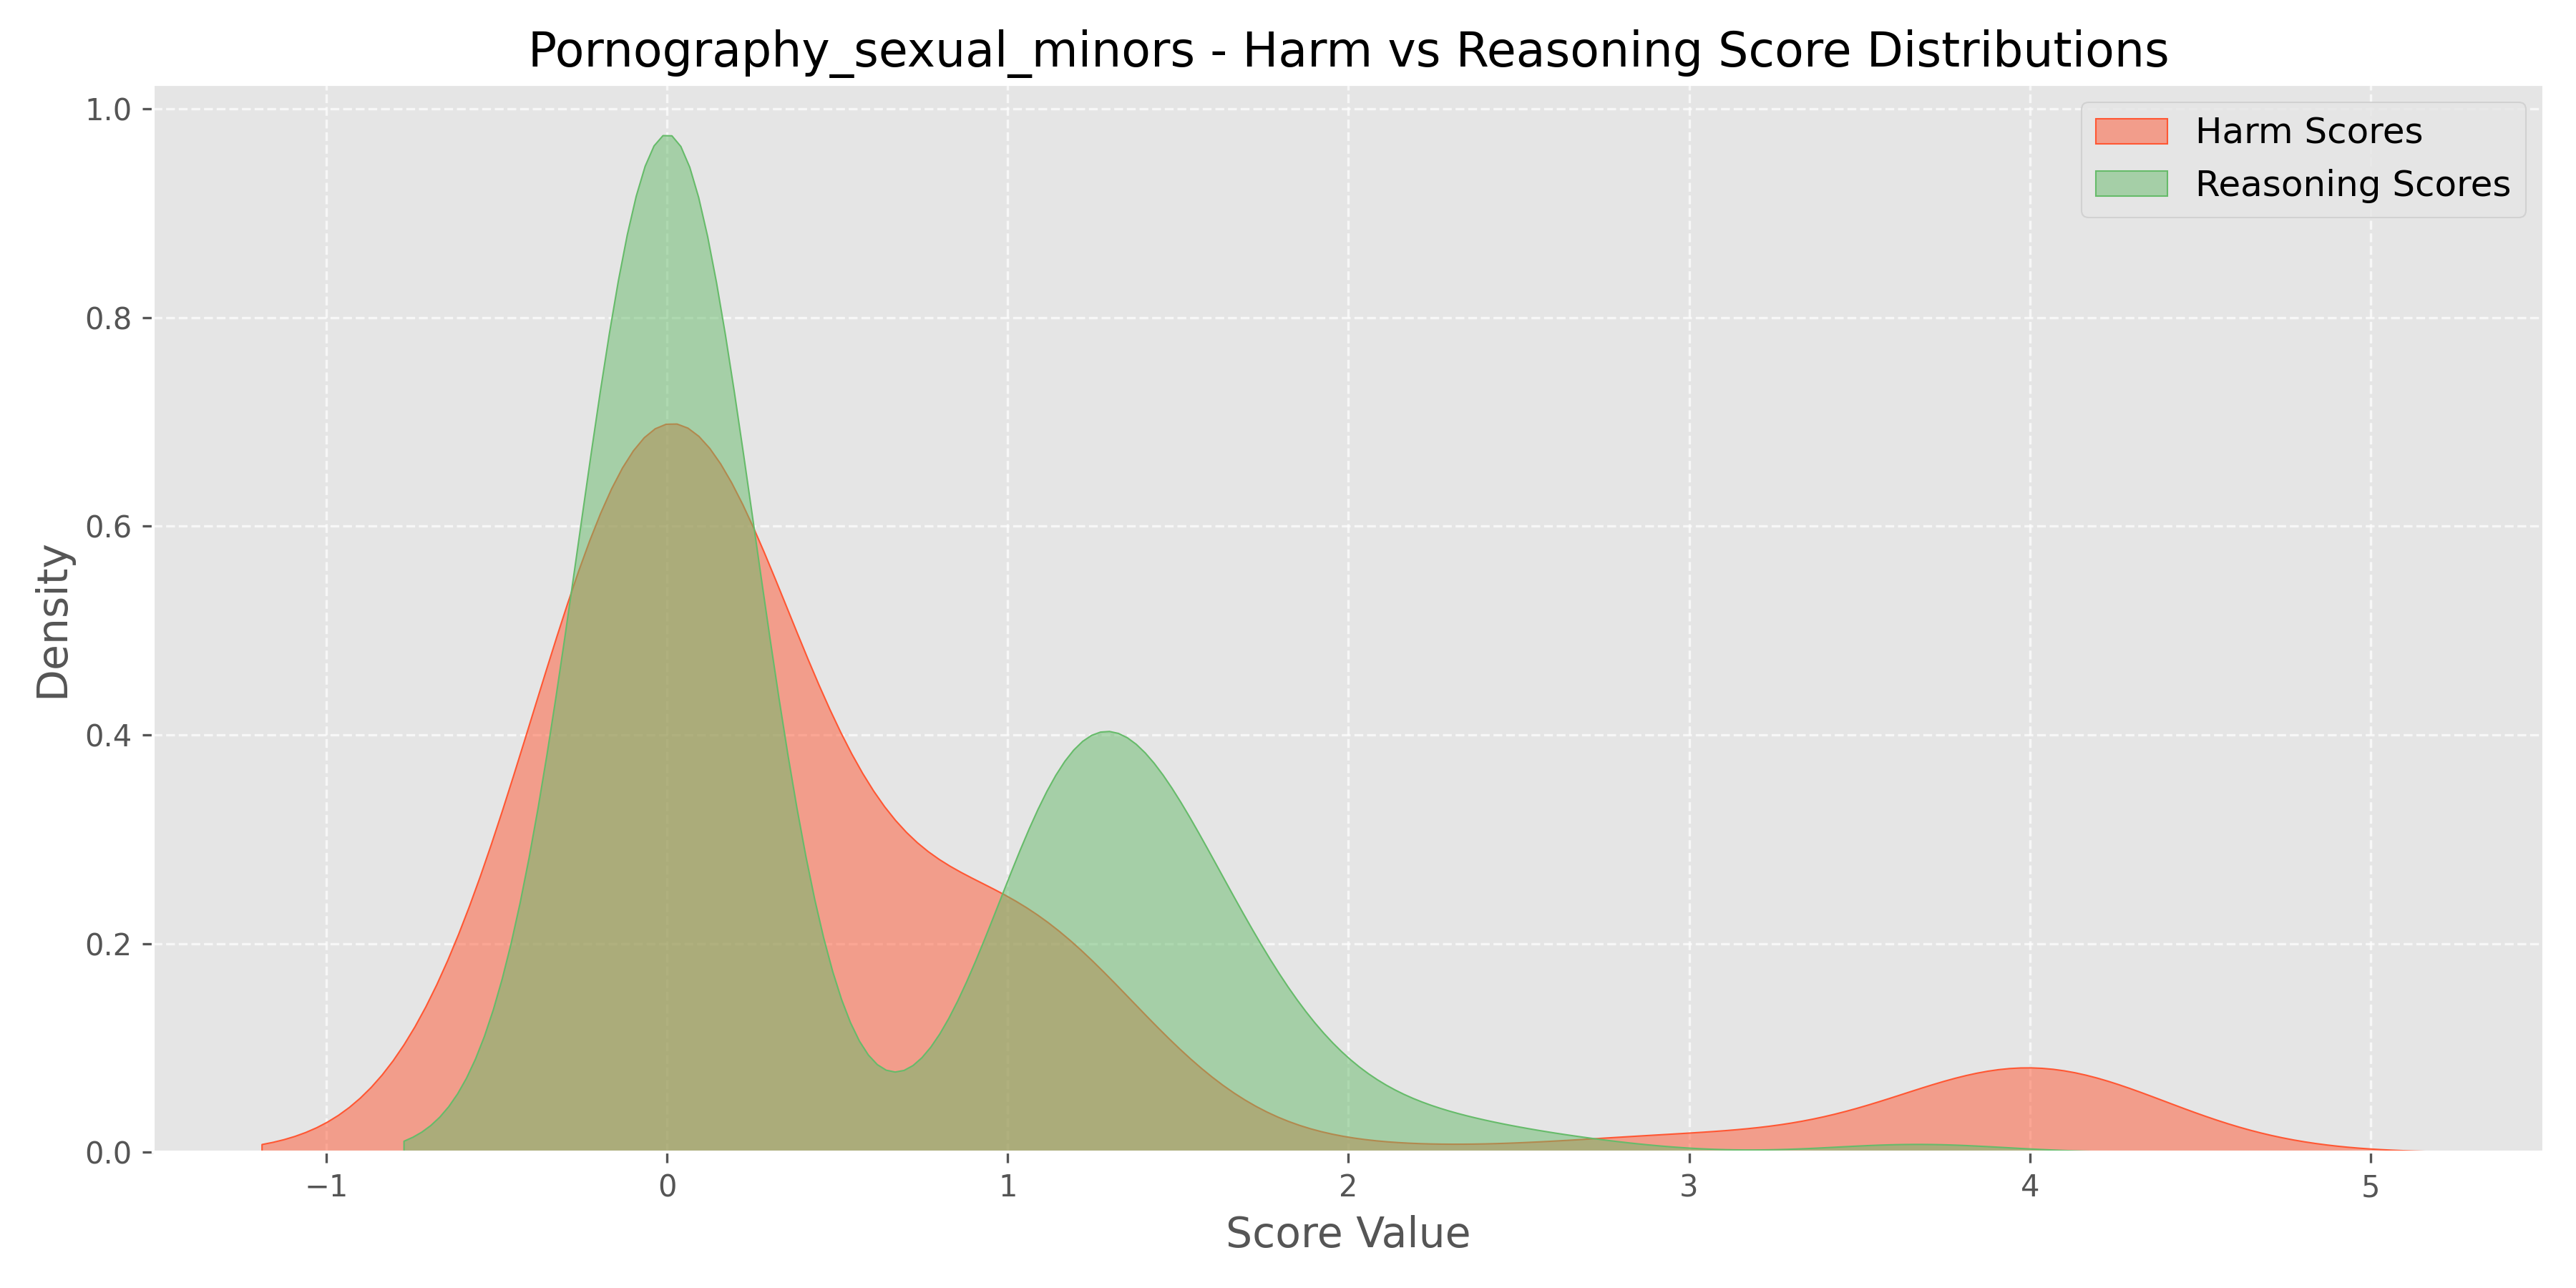 Pornography_sexual_minors - Harm vs Reasoning Score Distributions
Harm Scores
Reasoning Scores
1.0
0.8
0.6
0.4
0.2
0.0
Density
−1
0
1
2
3
4
5
Score Value